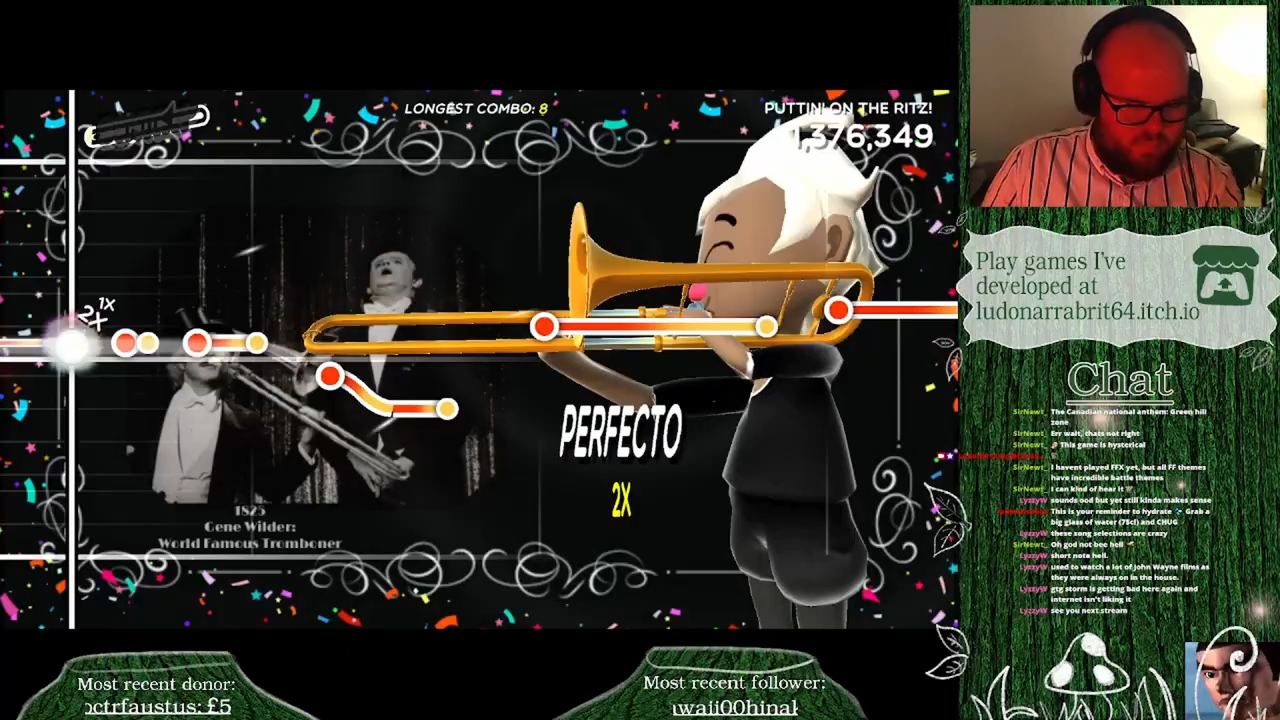 LONGEST COMBO: 8
PUTTIN' ON THE RITZ!
1,376,349
2x
1x
PERFECTO
2X
1825
Gene Wilder:
World Famous Tromboner
Play games I've
developed at
ludonarrabrit64.itch.io
Chat
SirNewt_ The Canadian national anthem: Green hill
zone
SirNewt_ Err wait, thats not right
SirNewt_ This game is hysterical
SirNewt_ I havent played FFX yet, but all FF themes
have incredible battle themes
SirNewt_ I can kind of hear it
LyzzyW sounds ood but yet still kinda makes sense
This is your reminder to hydrate Grab a
big glass of water (75cl) and CHUG
LyzzyW these song selections are crazy
SirNewt_ Oh god not bee hell
LyzzyW short note hell.
LyzzyW used to watch a lot of John Wayne films as
they were always on in the house.
LyzzyW gtg storm is getting bad here again and
internet isn't liking it
LyzzyW see you next stream
Most recent donor:
octrfaustus: £5
Most recent follower: